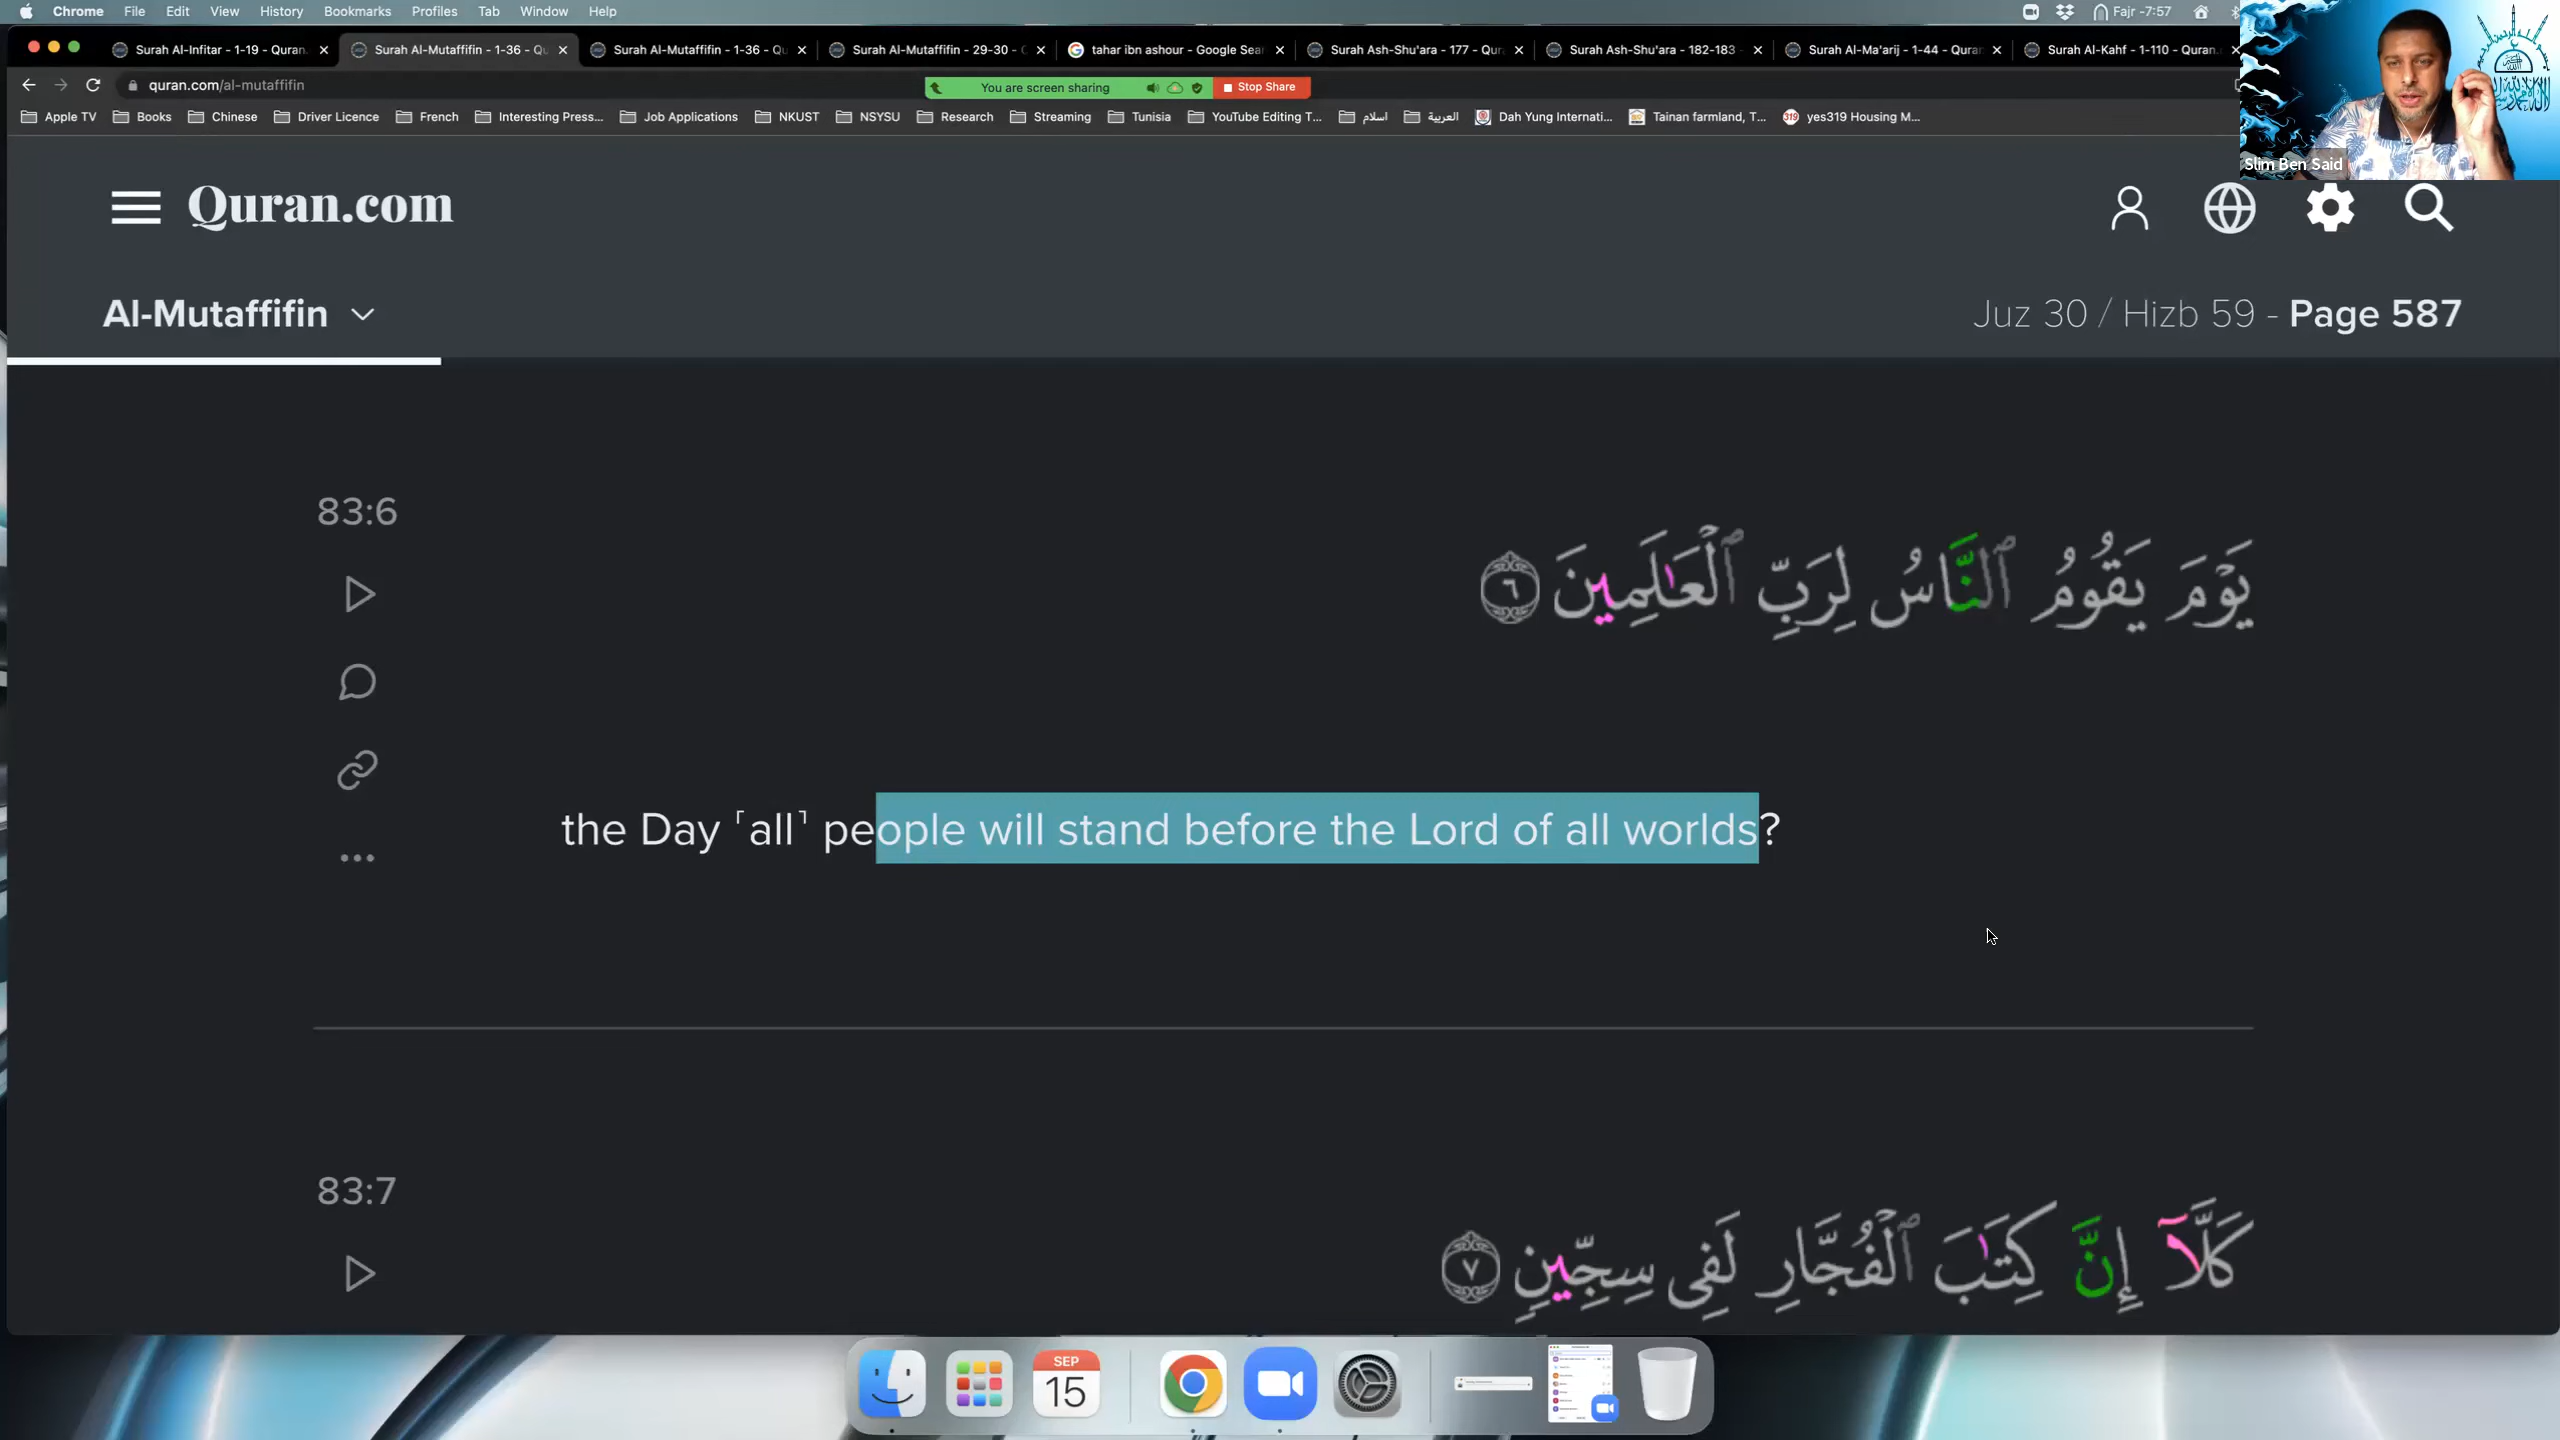 Chrome File Edit View History Bookmarks Profiles Tab Window Help Fajr -7:57
Surah Al-Infitar - 1-19 - Quran. Surah Al-Mutaffifin - 1-36 - Qu Surah Al-Mutaffifin - 1-36 - Qu Surah Al-Mutaffifin - 29-30 - tahar ibn ashour - Google Sea Surah Ash-Shu'ara - 177 - Qur Surah Ash-Shu'ara - 182-183 - Surah Al-Ma'arij - 1-44 - Quran Surah Al-Kahf - 1-110 - Quran.
quran.com/al-mutaffifin You are screen sharing Stop Share
Apple TV Books Chinese Driver Licence French Interesting Press... Job Applications NKUST NSYSU Research Streaming Tunisia YouTube Editing T... اسلام العربية Dah Yung Internati... Tainan farmland, T... yes319 Housing M...
Slim Ben Said
Quran.com
Al-Mutaffifin Juz 30 / Hizb 59 - Page 587
83:6
يَوْمَ يَقُومُ ٱلنَّاسُ لِرَبِّ ٱلْعَـٰلَمِينَ ٦
the Day ˹all˺ people will stand before the Lord of all worlds?
83:7
كَلَّآ إِنَّ كِتَـٰبَ ٱلْفُجَّارِ لَفِى سِجِّينٍ ٧
SEP
15